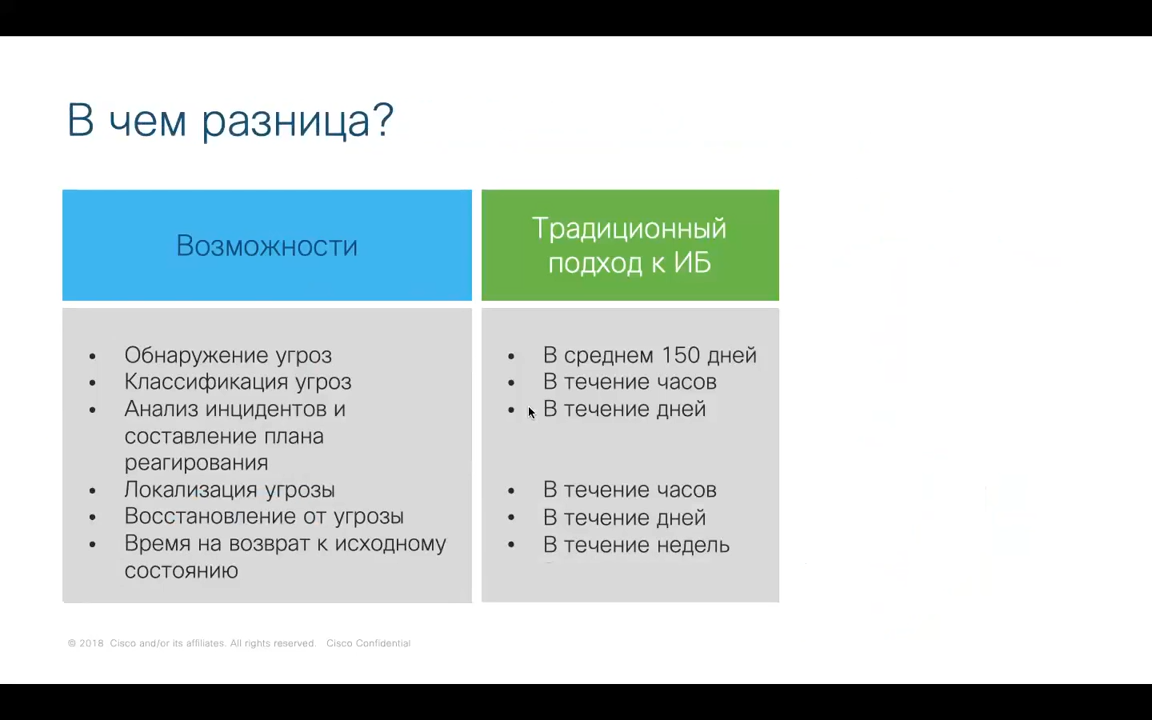 В чем разница?
Возможности
Традиционный
подход к ИБ
• Обнаружение угроз
• Классификация угроз
• Анализ инцидентов и
составление плана
реагирования
• Локализация угрозы
• Восстановление от угрозы
• Время на возврат к исходному
состоянию
• В среднем 150 дней
• В течение часов
• В течение дней
• В течение часов
• В течение дней
• В течение недель
© 2018 Cisco and/or its affiliates. All rights reserved. Cisco Confidential